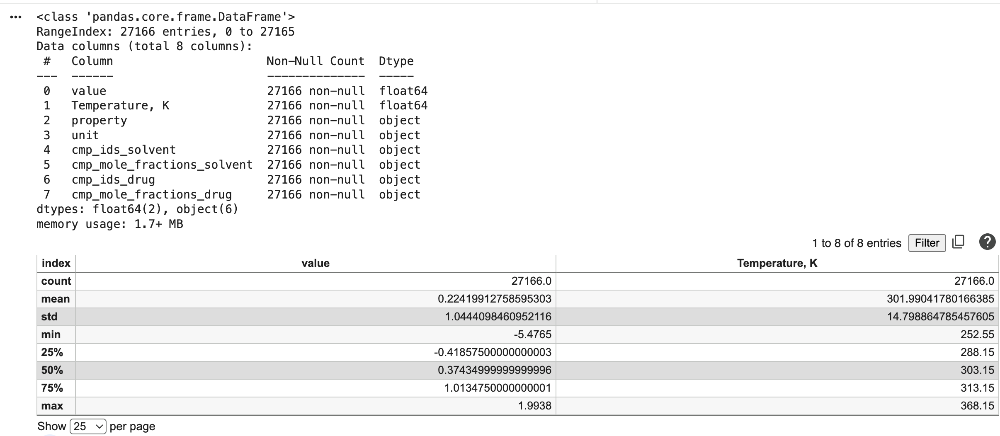 <class 'pandas.core.frame.DataFrame'>
RangeIndex: 27166 entries, 0 to 27165
Data columns (total 8 columns):
 #   Column                      Non-Null Count  Dtype
---  ------                      --------------  -----
 0   value                       27166 non-null  float64
 1   Temperature, K              27166 non-null  float64
 2   property                    27166 non-null  object
 3   unit                        27166 non-null  object
 4   cmp_ids_solvent             27166 non-null  object
 5   cmp_mole_fractions_solvent  27166 non-null  object
 6   cmp_ids_drug                27166 non-null  object
 7   cmp_mole_fractions_drug     27166 non-null  object
dtypes: float64(2), object(6)
memory usage: 1.7+ MB
1 to 8 of 8 entries Filter ?
index value Temperature, K
count 27166.0 27166.0
mean 0.22419912758595303 301.99041780166385
std 1.0444098460952116 14.798864785457605
min -5.4765 252.55
25% -0.41857500000000003 288.15
50% 0.37434999999999996 303.15
75% 1.0134750000000001 313.15
max 1.9938 368.15
Show 25 per page